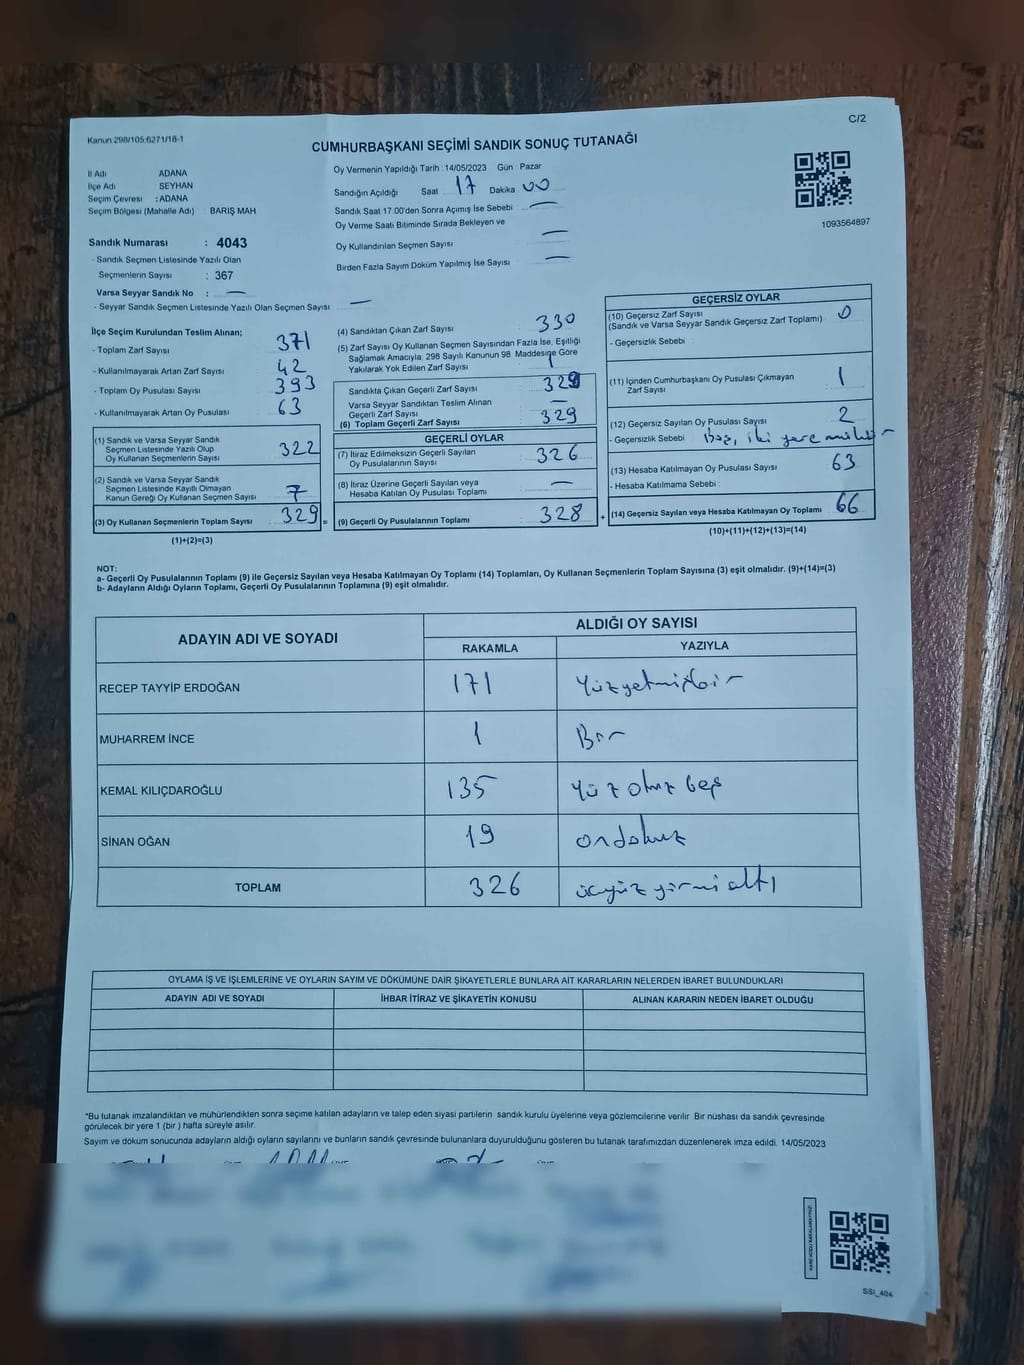 C/2
Kanun:298/105,6271/18-1
CUMHURBAŞKANI SEÇİMİ SANDIK SONUÇ TUTANAĞI
İl Adı ADANA
İlçe Adı SEYHAN
Seçim Çevresi : ADANA
Seçim Bölgesi (Mahalle Adı) : BARIŞ MAH
Sandık Numarası : 4043
- Sandık Seçmen Listesinde Yazılı Olan
Seçmenlerin Sayısı : 367
Varsa Seyyar Sandık No : —
- Seyyar Sandık Seçmen Listesinde Yazılı Olan Seçmen Sayısı —
Oy Vermenin Yapıldığı Tarih : 14/05/2023 Gün : Pazar
Sandığın Açıldığı Saat 17 Dakika 00
Sandık Saat 17:00'den Sonra Açımış İse Sebebi —
Oy Verme Saati Bitiminde Sırada Bekleyen ve
Oy Kullandırılan Seçmen Sayısı —
Birden Fazla Sayım Döküm Yapılmış İse Sayısı —
1093564897
İlçe Seçim Kurulundan Teslim Alınan;
- Toplam Zarf Sayısı 371
- Kullanılmayarak Artan Zarf Sayısı 42
- Toplam Oy Pusulası Sayısı 393
- Kullanılmayarak Artan Oy Pusulası 63
(1) Sandık ve Varsa Seyyar Sandık
Seçmen Listesinde Yazılı Olup
Oy Kullanan Seçmenlerin Sayısı 322
(2) Sandık ve Varsa Seyyar Sandık
Seçmen Listesinde Kayıtlı Olmayan
Kanun Gereği Oy Kullanan Seçmen Sayısı 7
(3) Oy Kullanan Seçmenlerin Toplam Sayısı 329 =
(1)+(2)=(3)
(4) Sandıktan Çıkan Zarf Sayısı : 330
(5) Zarf Sayısı Oy Kullanan Seçmen Sayısından Fazla İse, Eşitliği
Sağlamak Amacıyla, 298 Sayılı Kanunun 98. Maddesine Göre
Yakılarak Yok Edilen Zarf Sayısı 1
Sandıkta Çıkan Geçerli Zarf Sayısı : 329
Varsa Seyyar Sandıktan Teslim Alınan
Geçerli Zarf Sayısı —
(6) Toplam Geçerli Zarf Sayısı : 329
GEÇERLİ OYLAR
(7) İtiraz Edilmeksizin Geçerli Sayılan
Oy Pusulalarının Sayısı : 326
(8) İtiraz Üzerine Geçerli Sayılan veya
Hesaba Katılan Oy Pusulası Toplamı —
(9) Geçerli Oy Pusulalarının Toplamı : 328 +
GEÇERSİZ OYLAR
(10) Geçersiz Zarf Sayısı
(Sandık ve Varsa Seyyar Sandık Geçersiz Zarf Toplamı) : 0
- Geçersizlik Sebebi :
(11) İçinden Cumhurbaşkanı Oy Pusulası Çıkmayan
Zarf Sayısı 1
(12) Geçersiz Sayılan Oy Pusulası Sayısı : 2
- Geçersizlik Sebebi : Boş, iki yere mühür
(13) Hesaba Katılmayan Oy Pusulası Sayısı : 63
- Hesaba Katılmama Sebebi :
(14) Geçersiz Sayılan veya Hesaba Katılmayan Oy Toplamı 66
(10)+(11)+(12)+(13)=(14)
NOT:
a- Geçerli Oy Pusulalarının Toplamı (9) ile Geçersiz Sayılan veya Hesaba Katılmayan Oy Toplamı (14) Toplamları, Oy Kullanan Seçmenlerin Toplam Sayısına (3) eşit olmalıdır. (9)+(14)=(3)
b- Adayların Aldığı Oyların Toplamı, Geçerli Oy Pusulalarının Toplamına (9) eşit olmalıdır.
ADAYIN ADI VE SOYADI ALDIĞI OY SAYISI
RAKAMLA YAZIYLA
RECEP TAYYİP ERDOĞAN 171 Yüzyetmişbir
MUHARREM İNCE 1 Bir
KEMAL KILIÇDAROĞLU 135 Yüz otuz beş
SİNAN OĞAN 19 ondokuz
TOPLAM 326 üçyüz yirmi altı
OYLAMA İŞ VE İŞLEMLERİNE VE OYLARIN SAYIM VE DÖKÜMÜNE DAİR ŞİKAYETLERLE BUNLARA AİT KARARLARIN NELERDEN İBARET BULUNDUKLARI
ADAYIN ADI VE SOYADI İHBAR İTİRAZ VE ŞİKAYETİN KONUSU ALINAN KARARIN NEDEN İBARET OLDUĞU
*Bu tutanak imzalandıktan ve mühürlendikten sonra seçime katılan adayların ve talep eden siyasi partilerin sandık kurulu üyelerine veya gözlemcilerine verilir. Bir nüshası da sandık çevresinde
görülecek bir yere 1 (bir ) hafta süreyle asılır.
Sayım ve döküm sonucunda adayların aldığı oyların sayılarını ve bunların sandık çevresinde bulunanlara duyurulduğunu gösteren bu tutanak tarafımızdan düzenlenerek imza edildi. 14/05/2023
KARE KODU KARALAMAYINIZ!
SSI_404